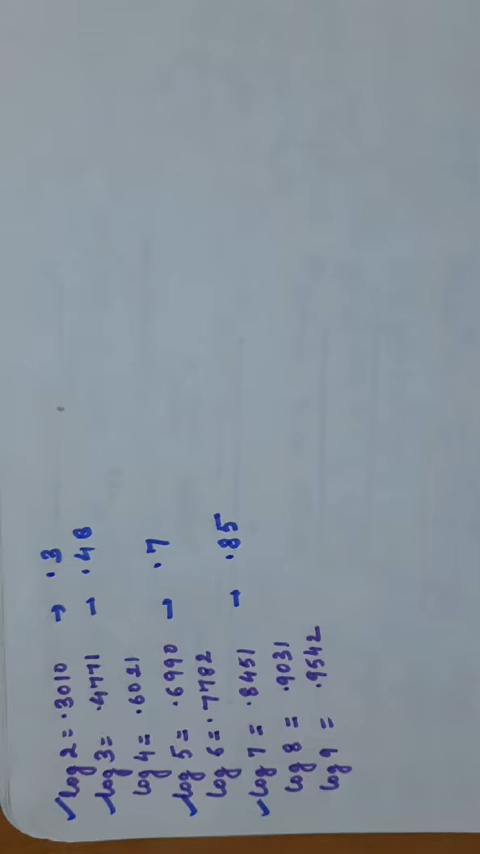 ✓log 2 = .3010 → .3
✓log 3 = .4771 → .48
log 4 = .6021
✓log 5 = .6990 → .7
log 6 = .7782
✓log 7 = .8451 → .85
log 8 = .9031
log 9 = .9542